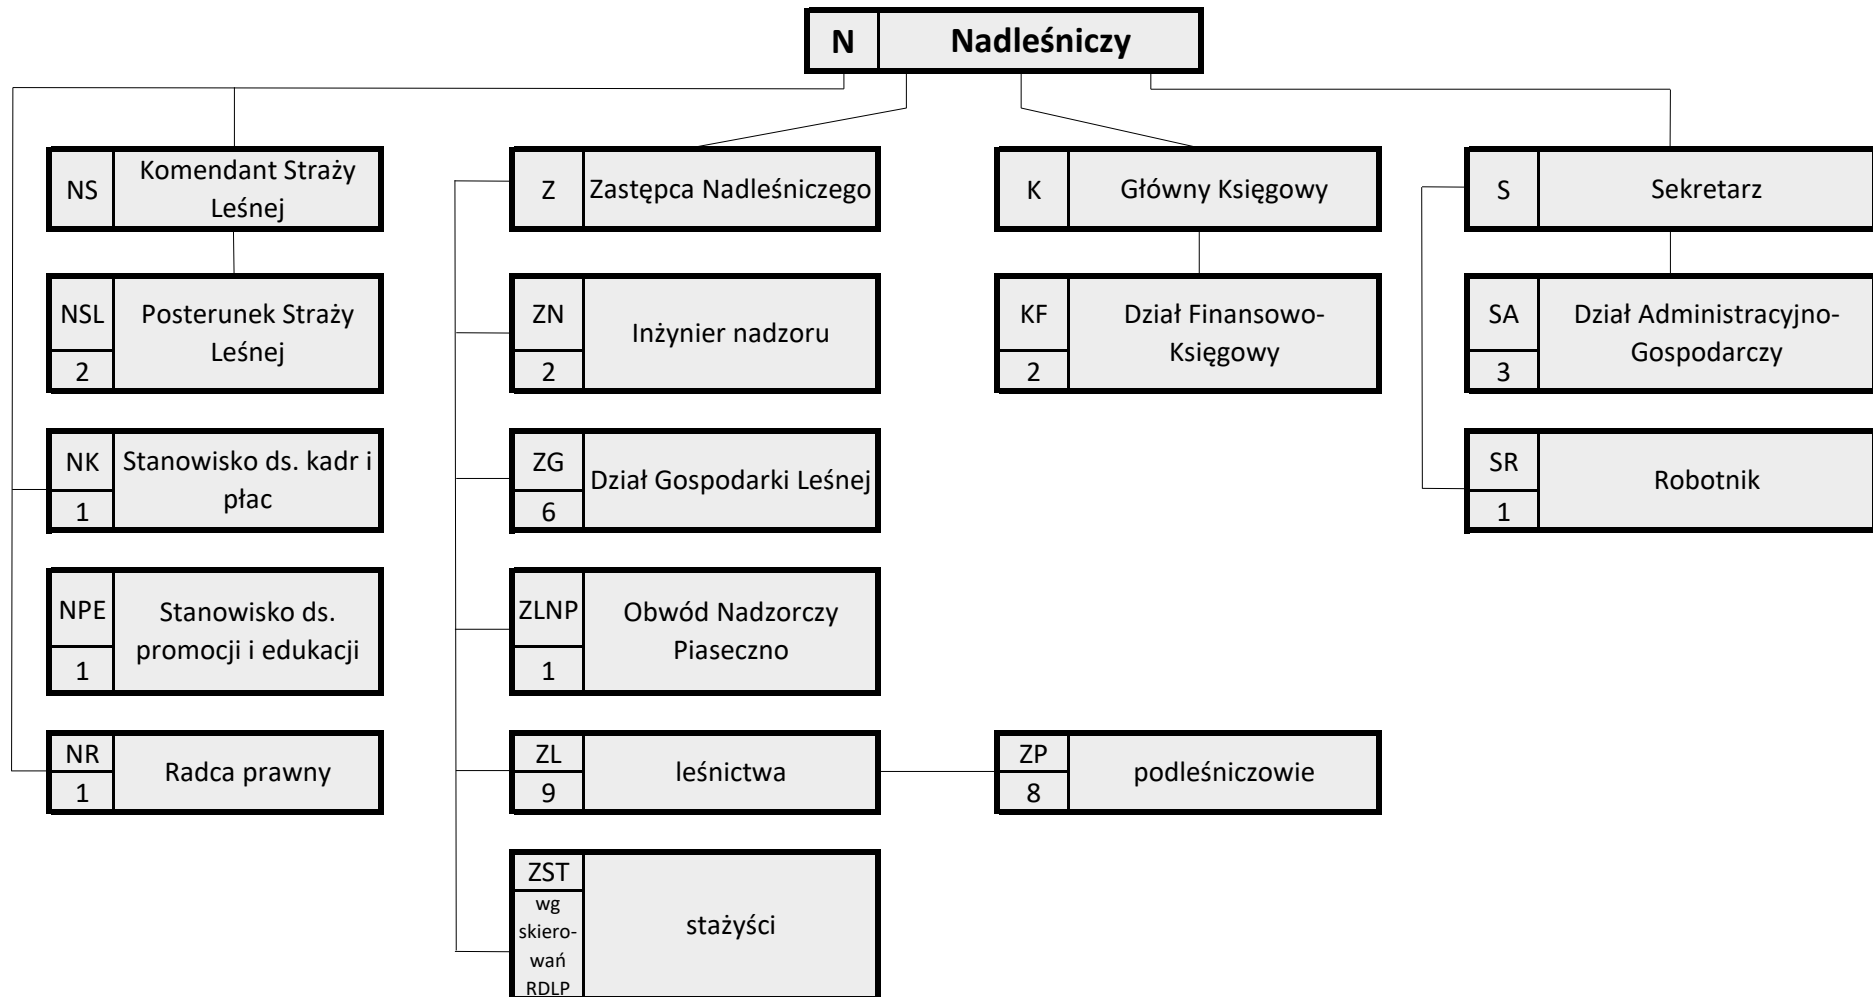 N
Nadleśniczy
NS
Komendant Straży
Leśnej
Z
Zastępca Nadleśniczego
K
Główny Księgowy
S
Sekretarz
NSL
2
Posterunek Straży
Leśnej
ZN
2
Inżynier nadzoru
KF
2
Dział Finansowo-
Księgowy
SA
3
Dział Administracyjno-
Gospodarczy
NK
1
Stanowisko ds. kadr i
płac
ZG
6
Dział Gospodarki Leśnej
SR
1
Robotnik
NPE
1
Stanowisko ds.
promocji i edukacji
ZLNP
1
Obwód Nadzorczy
Piaseczno
NR
1
Radca prawny
ZL
9
leśnictwa
ZP
8
podleśniczowie
ZST
wg
skiero-
wań
RDLP
stażyści